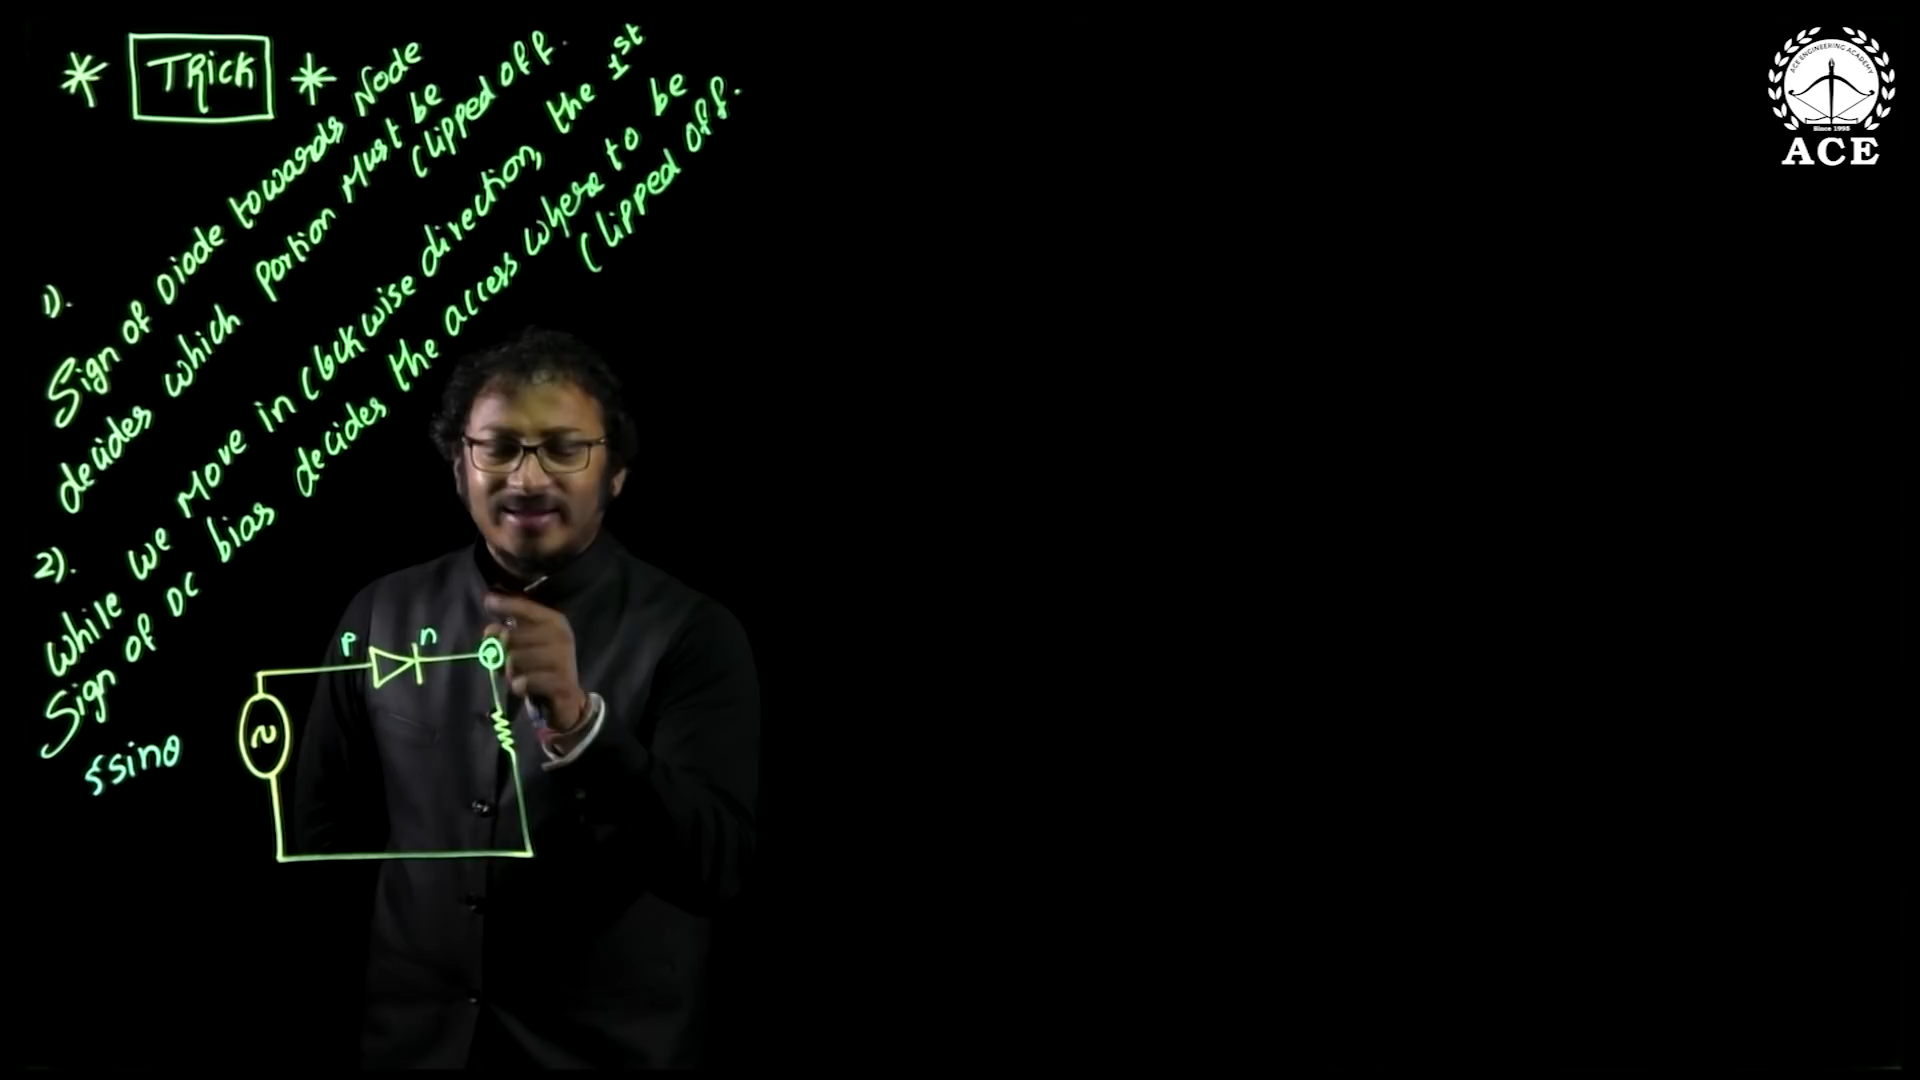 * TRICK *
1).
Sign of Diode towards Node
decides which portion Must be
Clipped off.
2).
While we Move in Clockwise direction, the 1st
Sign of DC bias decides the access where to be
Clipped off.
5sinθ
P
n
P
~
ACE ENGINEERING ACADEMY
Since 1995
ACE